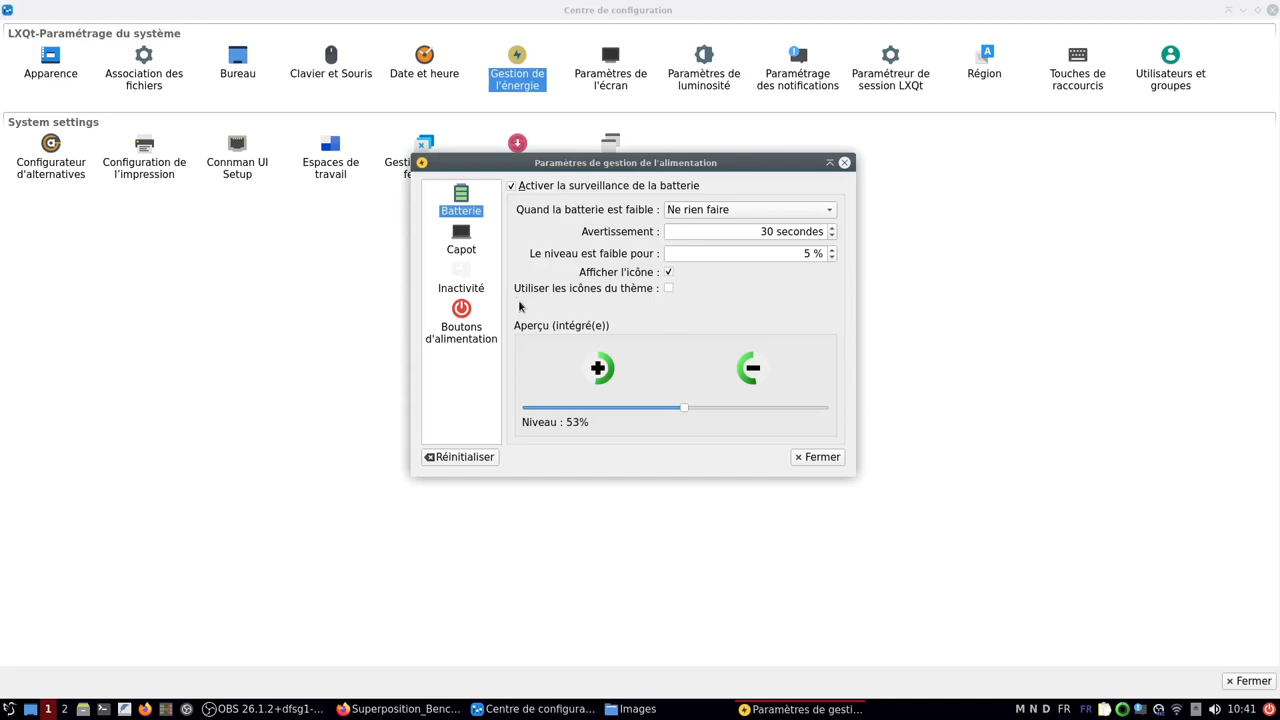 Centre de configuration
LXQt-Paramétrage du système
Apparence
Association des
fichiers
Bureau
Clavier et Souris
Date et heure
Gestion de
l'énergie
Paramètres de
l'écran
Paramètres de
luminosité
Paramétrage
des notifications
Paramétreur de
session LXQt
A
Région
Touches de
raccourcis
Utilisateurs et
groupes
System settings
Configurateur
d'alternatives
Configuration de
l’impression
Connman UI
Setup
Espaces de
travail
Paramètres de gestion de l'alimentation
Batterie
Capot
Inactivité
Boutons
d'alimentation
Activer la surveillance de la batterie
Quand la batterie est faible : Ne rien faire
Avertissement : 30 secondes
Le niveau est faible pour : 5 %
Afficher l'icône :
Utiliser les icônes du thème :
Aperçu (intégré(e))
Niveau : 53%
Réinitialiser
Fermer
Fermer
1 2 OBS 26.1.2+dfsg1-... Superposition_Benc... Centre de configura... Images Paramètres de gesti... M N D FR FR 10:41